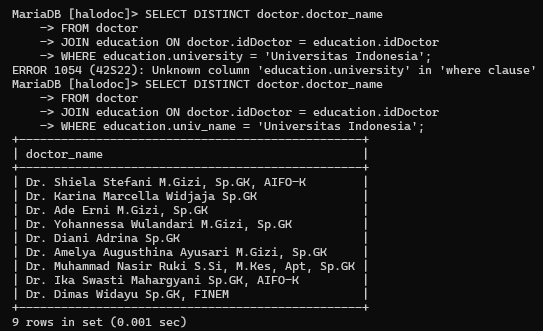 MariaDB [halodoc]> SELECT DISTINCT doctor.doctor_name
    -> FROM doctor
    -> JOIN education ON doctor.idDoctor = education.idDoctor
    -> WHERE education.university = 'Universitas Indonesia';
ERROR 1054 (42S22): Unknown column 'education.university' in 'where clause'
MariaDB [halodoc]> SELECT DISTINCT doctor.doctor_name
    -> FROM doctor
    -> JOIN education ON doctor.idDoctor = education.idDoctor
    -> WHERE education.univ_name = 'Universitas Indonesia';
+------------------------------------------------+
| doctor_name                                    |
+------------------------------------------------+
| Dr. Shiela Stefani M.Gizi, Sp.GK, AIFO-K       |
| Dr. Karina Marcella Widjaja Sp.GK              |
| Dr. Ade Erni M.Gizi, Sp.GK                     |
| Dr. Yohannessa Wulandari M.Gizi, Sp.GK         |
| Dr. Diani Adrina Sp.GK                         |
| Dr. Amelya Augusthina Ayusari M.Gizi, Sp.GK    |
| Dr. Muhammad Nasir Ruki S.Si, M.Kes, Apt, Sp.GK |
| Dr. Ika Swasti Mahargyani Sp.GK, AIFO-K        |
| Dr. Dimas Widayu Sp.GK, FINEM                  |
+------------------------------------------------+
9 rows in set (0.001 sec)